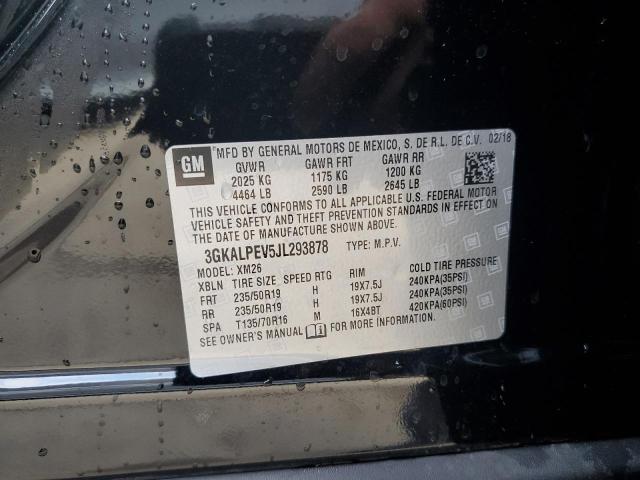 GM
MFD BY GENERAL MOTORS DE MEXICO, S. DE R.L. DE C.V. 02/18
GVWR GAWR FRT GAWR RR
2025 KG 1175 KG 1200 KG
4464 LB 2590 LB 2645 LB
THIS VEHICLE CONFORMS TO ALL APPLICABLE U.S. FEDERAL MOTOR
VEHICLE SAFETY AND THEFT PREVENTION STANDARDS IN EFFECT ON
THE DATE OF MANUFACTURE SHOWN ABOVE.
3GKALPEV5JL293878 TYPE: M.P.V.
MODEL: XM26
XBLN TIRE SIZE SPEED RTG RIM COLD TIRE PRESSURE
FRT 235/50R19 H 19X7.5J 240KPA(35PSI)
RR 235/50R19 H 19X7.5J 240KPA(35PSI)
SPA T135/70R16 M 16X4BT 420KPA(60PSI)
SEE OWNER'S MANUAL FOR MORE INFORMATION.